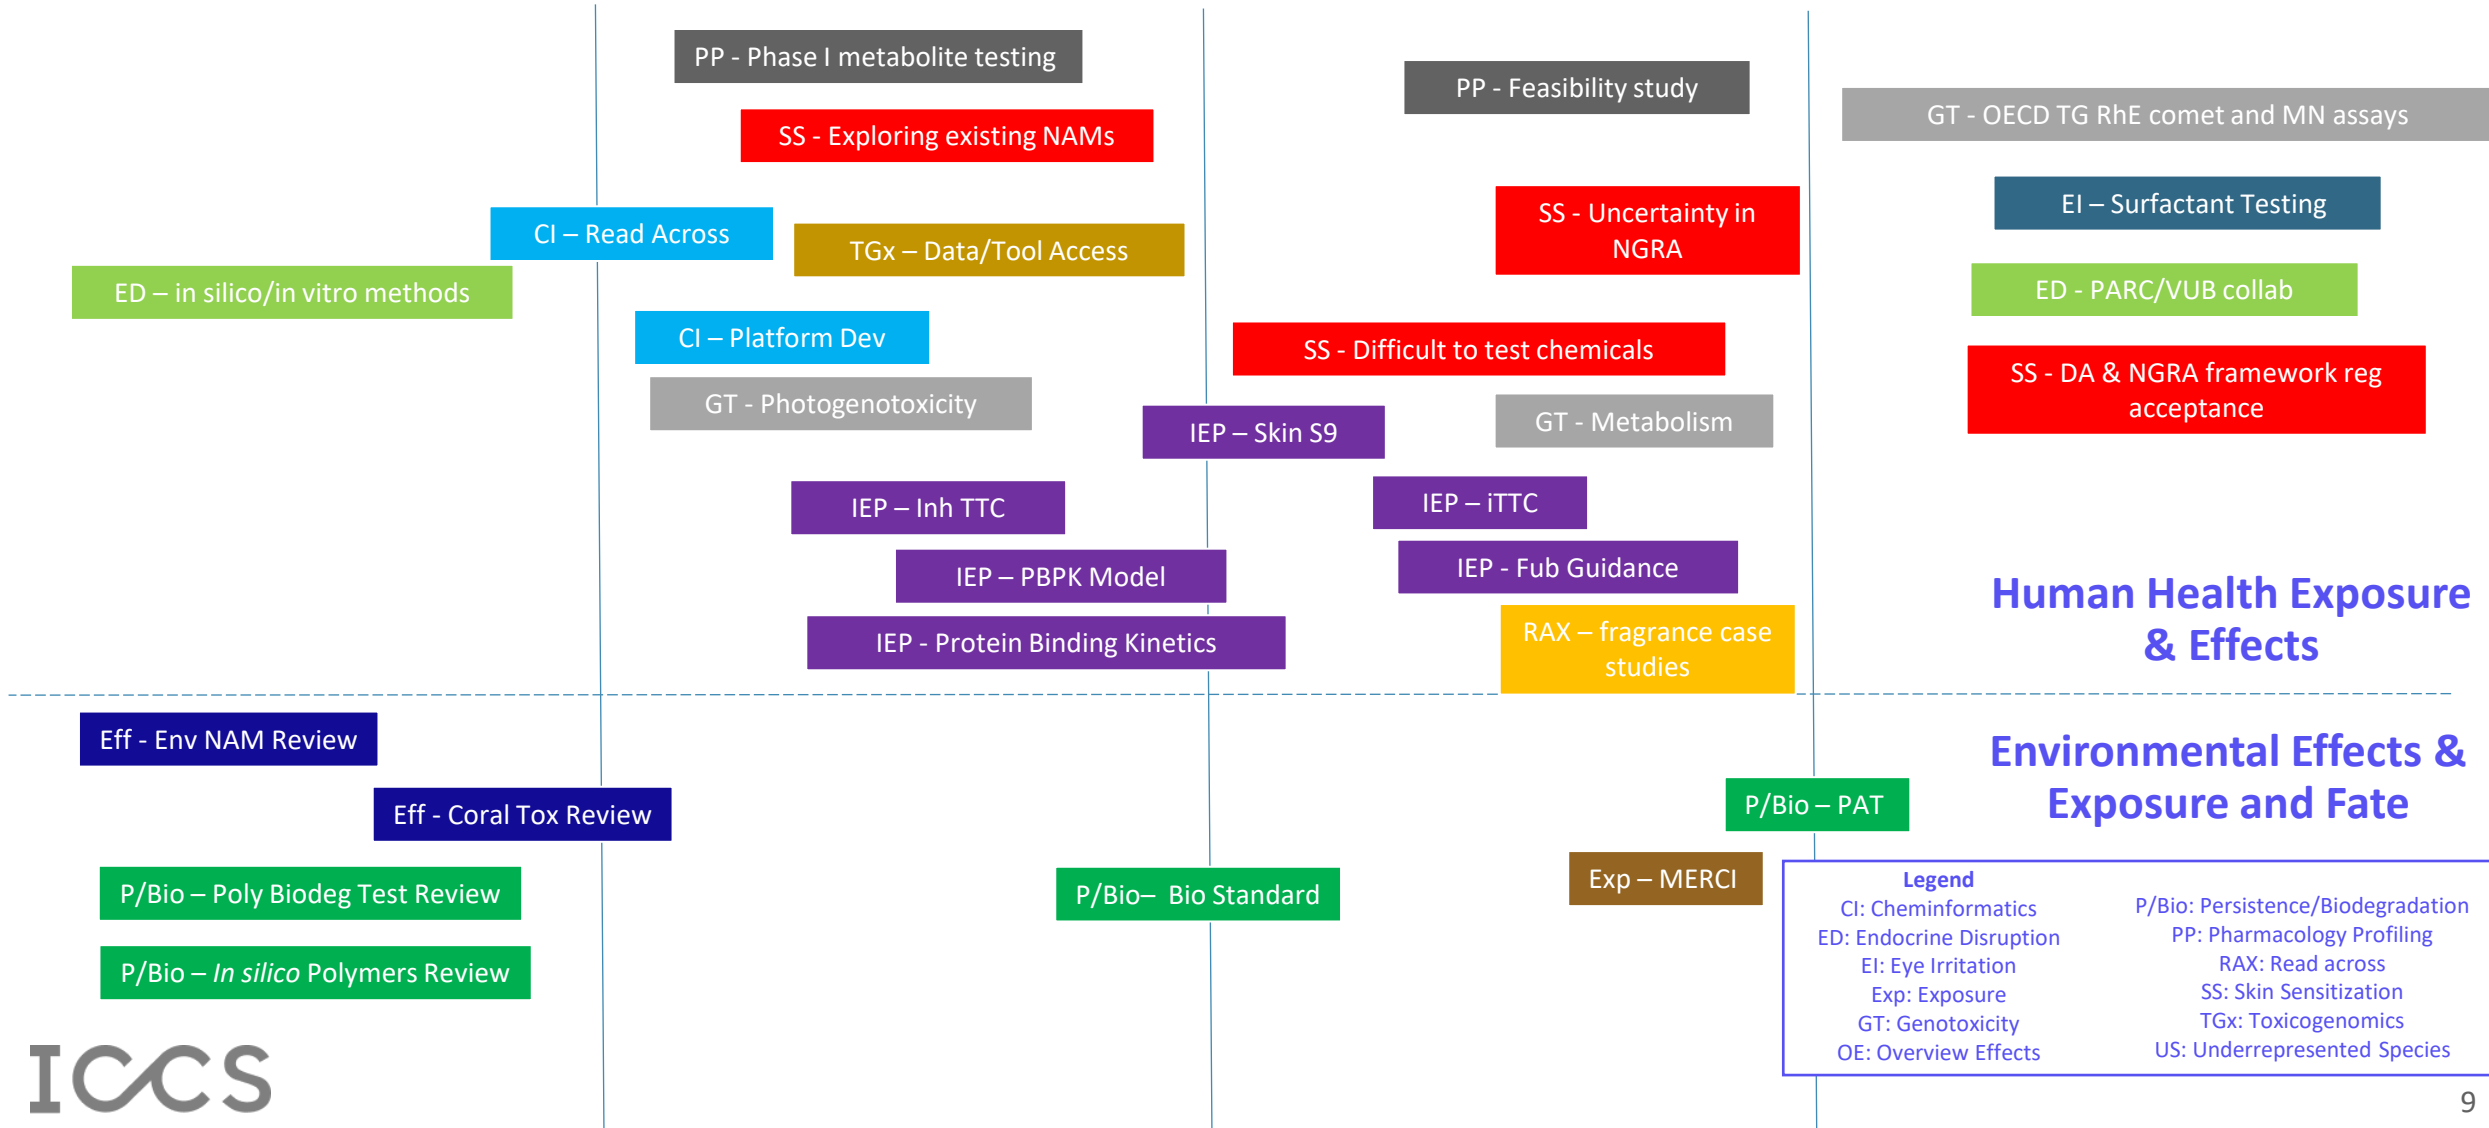 PP - Phase I metabolite testing
PP - Feasibility study
GT - OECD TG RhE comet and MN assays
SS - Exploring existing NAMs
EI – Surfactant Testing
SS - Uncertainty in
NGRA
CI – Read Across
TGx – Data/Tool Access
ED – in silico/in vitro methods
ED - PARC/VUB collab
CI – Platform Dev
SS - Difficult to test chemicals
SS - DA & NGRA framework reg
acceptance
GT - Photogenotoxicity
IEP – Skin S9
GT - Metabolism
IEP – Inh TTC
IEP – iTTC
IEP – PBPK Model
IEP - Fub Guidance
IEP - Protein Binding Kinetics
RAX – fragrance case
studies
Human Health Exposure
& Effects
Eff - Env NAM Review
Environmental Effects &
Exposure and Fate
Eff - Coral Tox Review
P/Bio – PAT
P/Bio – Poly Biodeg Test Review
P/Bio– Bio Standard
Exp – MERCI
P/Bio – In silico Polymers Review
Legend
CI: Cheminformatics
ED: Endocrine Disruption
EI: Eye Irritation
Exp: Exposure
GT: Genotoxicity
OE: Overview Effects
P/Bio: Persistence/Biodegradation
PP: Pharmacology Profiling
RAX: Read across
SS: Skin Sensitization
TGx: Toxicogenomics
US: Underrepresented Species
ICCS
9